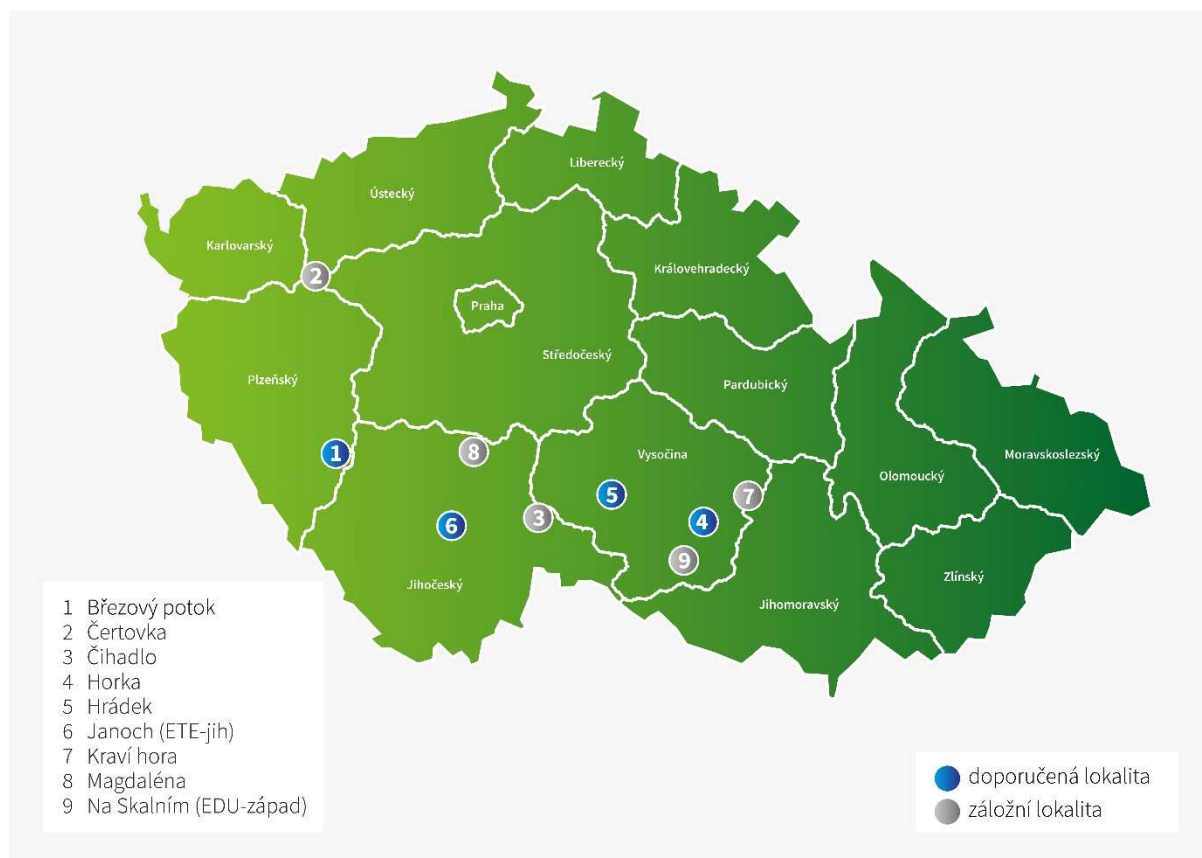 Liberecký
Ústecký
Karlovarský
Královehradecký
2
Praha
Středočeský
Plzeňský
Pardubický
1
8
Vysočina
Moravskoslezský
Olomoucký
5
7
3
4
6
9
Jihočeský
Zlínský
Jihomoravský
1 Březový potok
2 Čertovka
3 Čihadlo
4 Horka
5 Hrádek
6 Janoch (ETE-jih)
7 Kraví hora
8 Magdaléna
9 Na Skalním (EDU-západ)
doporučená lokalita
záložní lokalita